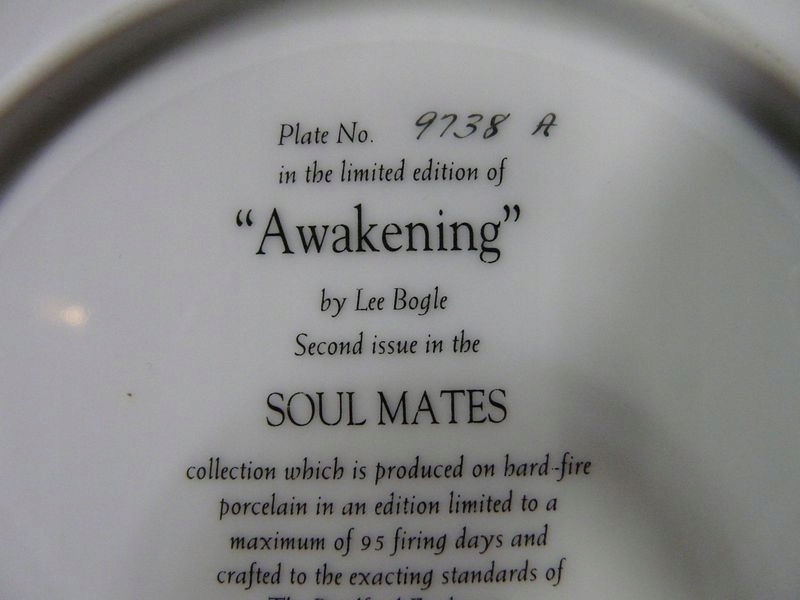 Plate No. 9738 A
in the limited edition of
“Awakening”
by Lee Bogle
Second issue in the
SOUL MATES
collection which is produced on hard-fire
porcelain in an edition limited to a
maximum of 95 firing days and
crafted to the exacting standards of